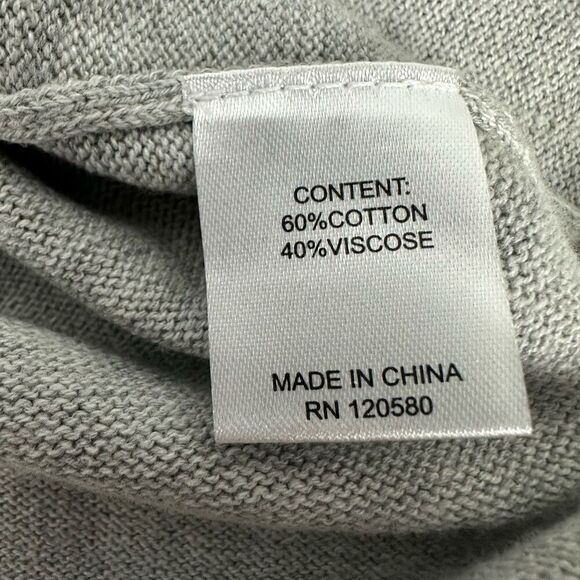 CONTENT:
60%COTTON
40%VISCOSE
MADE IN CHINA
RN 120580